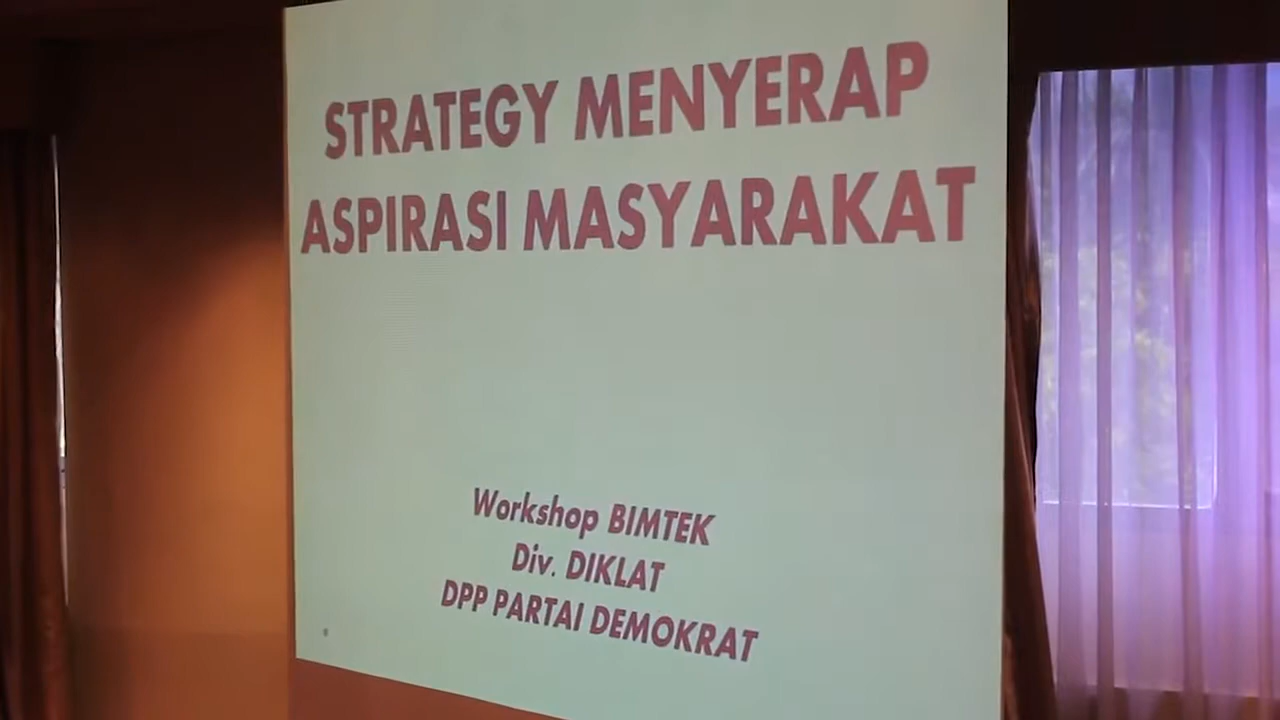 STRATEGY MENYERAP
ASPIRASI MASYARAKAT
Workshop BIMTEK
Div. DIKLAT
DPP PARTAI DEMOKRAT